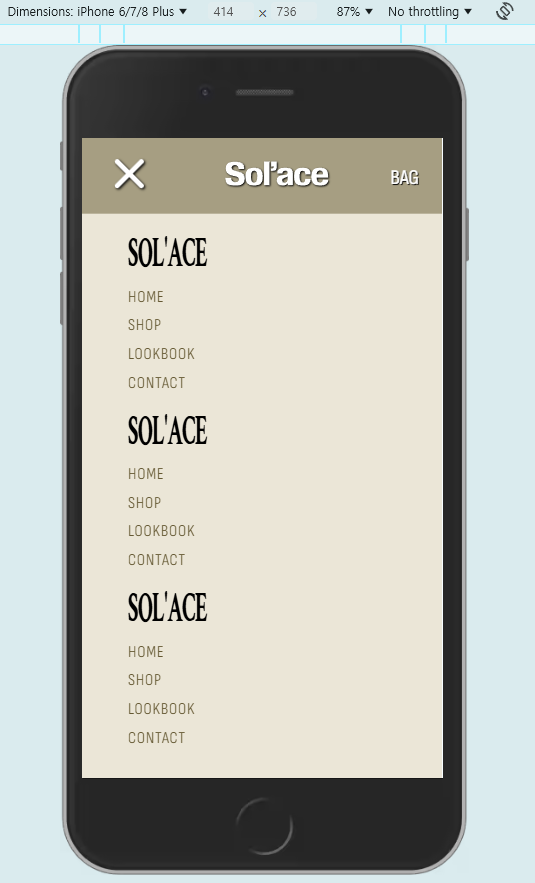 Dimensions: iPhone 6/7/8 Plus ▼ 414 × 736 87% ▼ No throttling ▼
Sol'ace BAG
SOL'ACE
HOME
SHOP
LOOKBOOK
CONTACT
SOL'ACE
HOME
SHOP
LOOKBOOK
CONTACT
SOL'ACE
HOME
SHOP
LOOKBOOK
CONTACT